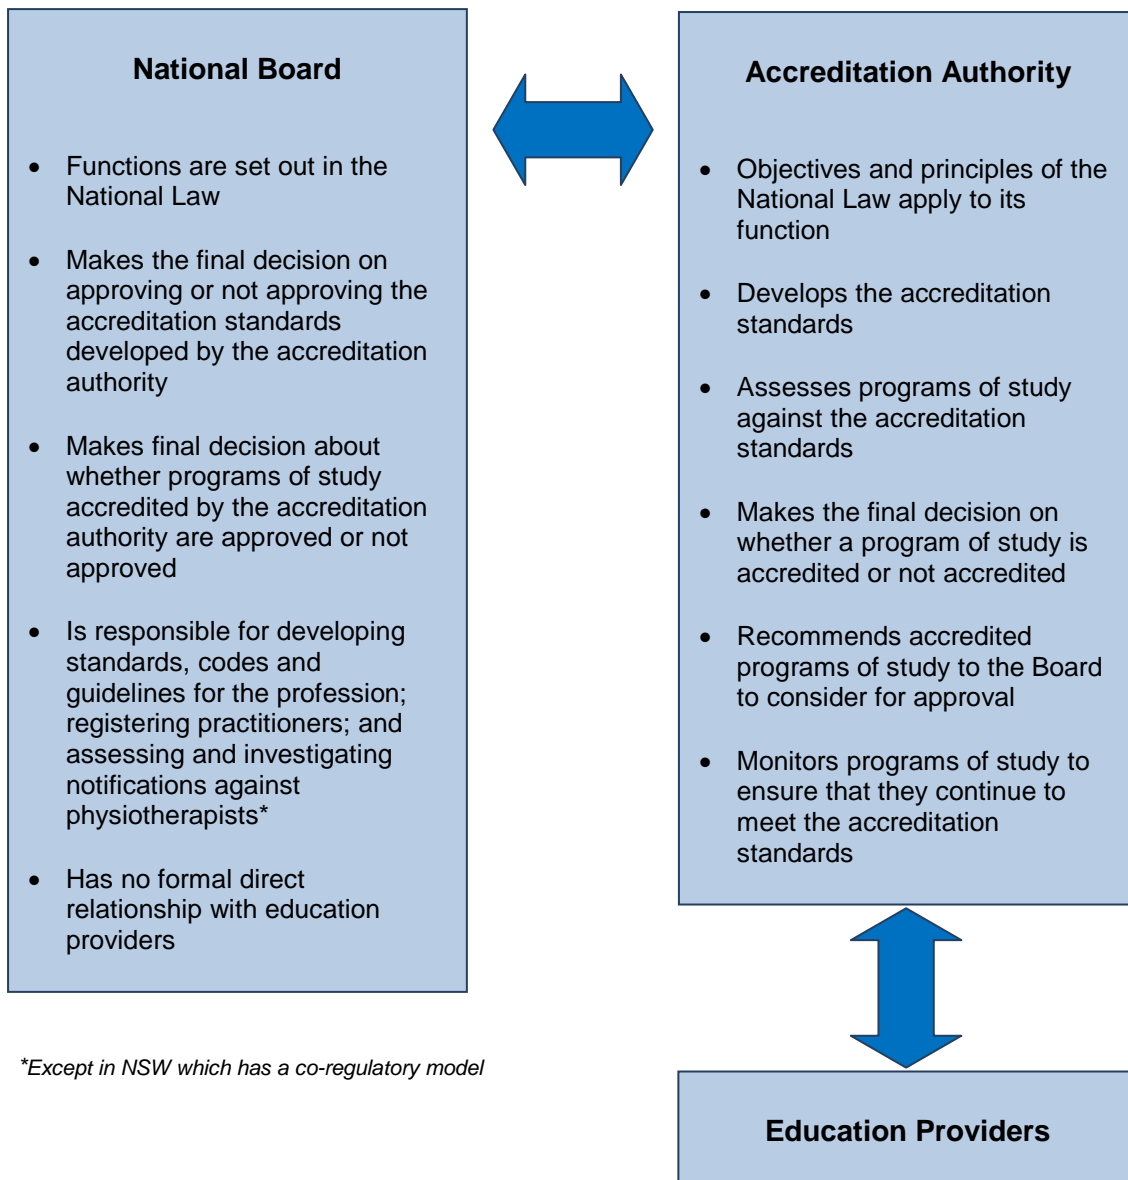 National Board
• Functions are set out in the
National Law
• Makes the final decision on
approving or not approving the
accreditation standards
developed by the accreditation
authority
• Makes final decision about
whether programs of study
accredited by the accreditation
authority are approved or not
approved
• Is responsible for developing
standards, codes and
guidelines for the profession;
registering practitioners; and
assessing and investigating
notifications against
physiotherapists*
• Has no formal direct
relationship with education
providers
*Except in NSW which has a co-regulatory model
Accreditation Authority
• Objectives and principles of the
National Law apply to its
function
• Develops the accreditation
standards
• Assesses programs of study
against the accreditation
standards
• Makes the final decision on
whether a program of study is
accredited or not accredited
• Recommends accredited
programs of study to the Board
to consider for approval
• Monitors programs of study to
ensure that they continue to
meet the accreditation
standards
Education Providers